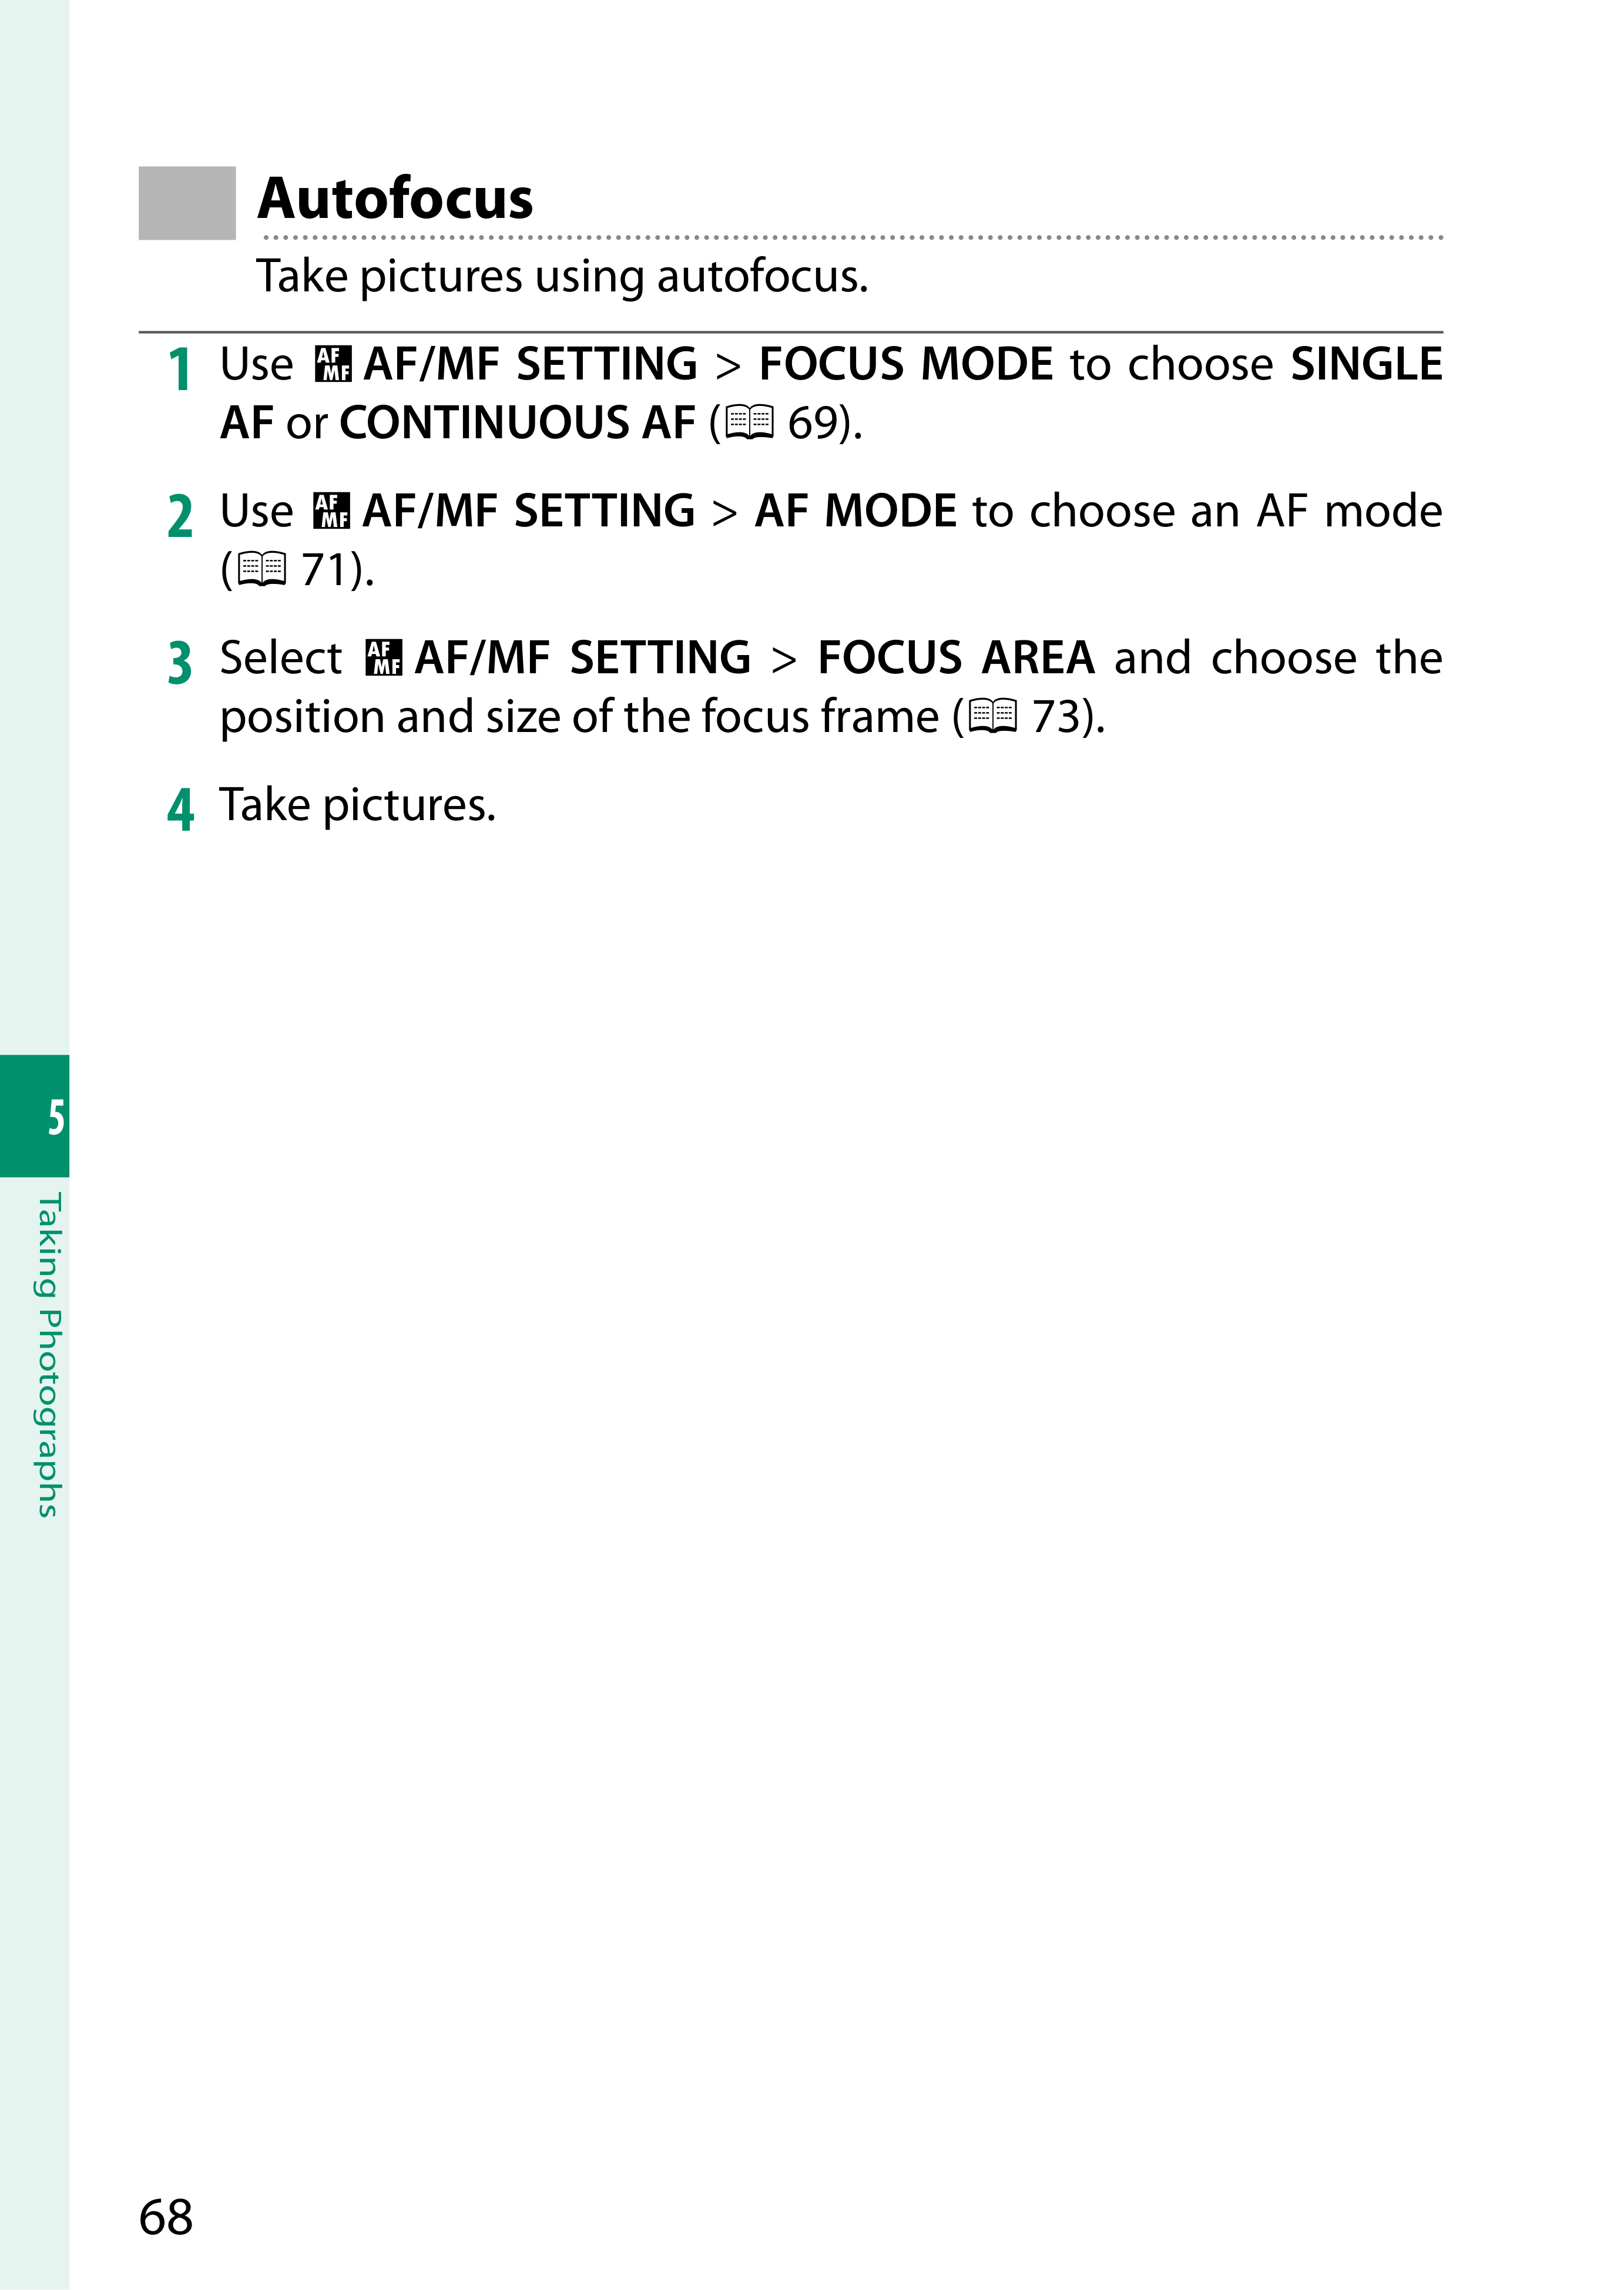 Autofocus
Take pictures using autofocus.
1 Use AF MF AF/MF SETTING > FOCUS MODE to choose SINGLE
AF or CONTINUOUS AF ( 69).
2 Use AF MF AF/MF SETTING > AF MODE to choose an AF mode
( 71).
3 Select AF MF AF/MF SETTING > FOCUS AREA and choose the
position and size of the focus frame ( 73).
4 Take pictures.
5
Taking Photographs
68